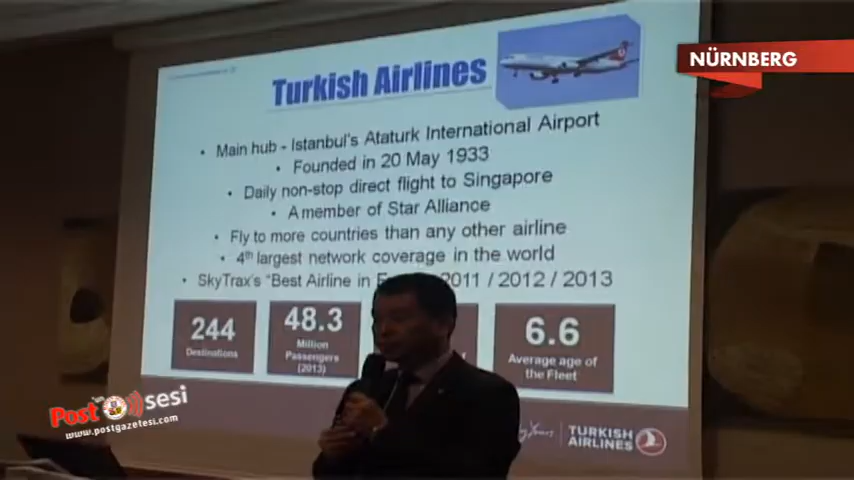 NÜRNBERG
Turkish Airlines
• Main hub - Istanbul's Ataturk International Airport
• Founded in 20 May 1933
• Daily non-stop direct flight to Singapore
• A member of Star Alliance
• Fly to more countries than any other airline
• 4th largest network coverage in the world
• SkyTrax's "Best Airline in 2011 / 2012 / 2013
244
Destinations
48.3
Million
Passengers
(2013)
6.6
Average age of
the Fleet
TURKISH
AIRLINES
Post sesi
www.postgazetesi.com